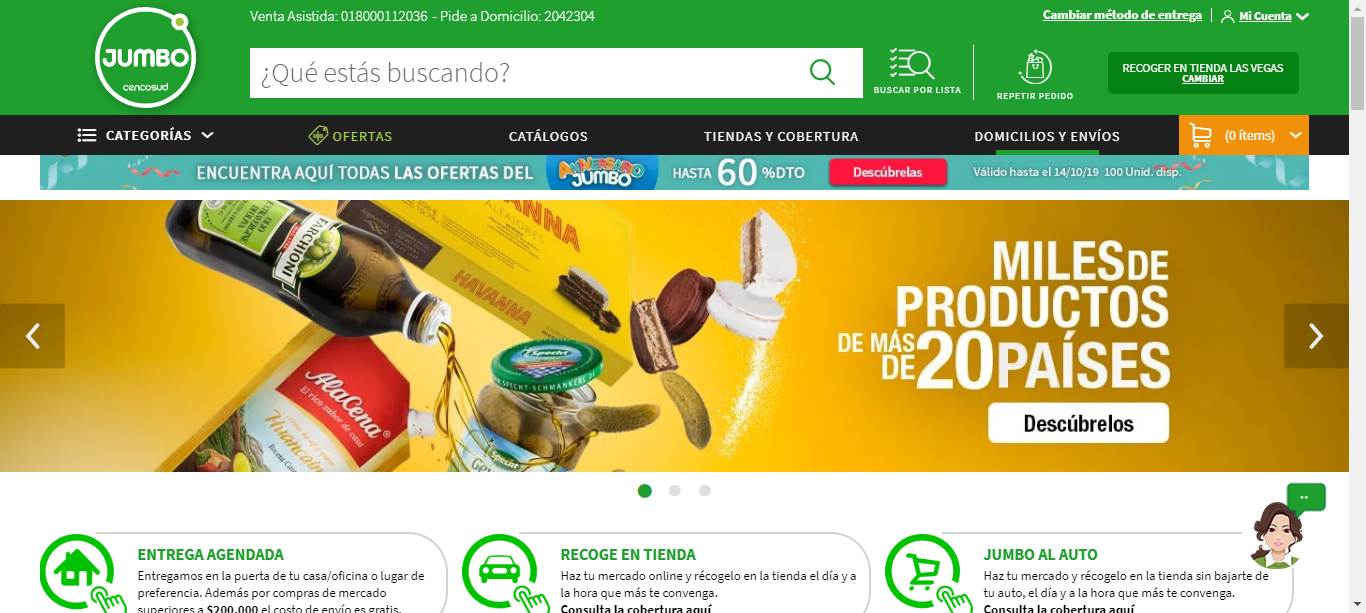 Venta Asistida: 018000112036 - Pide a Domicilio: 2042304
Cambiar método de entrega
Mi Cuenta
JUMBO
cencosud
¿Qué estás buscando?
BUSCAR POR LISTA
REPETIR PEDIDO
RECOGER EN TIENDA LAS VEGAS
CAMBIAR
CATEGORÍAS
OFERTAS
CATÁLOGOS
TIENDAS Y COBERTURA
DOMICILIOS Y ENVÍOS
(0 ítems)
ENCUENTRA AQUÍ TODAS LAS OFERTAS DEL
ANIVERSARIO
JUMBO
HASTA 60 %DTO
Descúbrelas
Válido hasta el 14/10/19 100 Unid. disp.
FARCHIONI
HAVANNA
ALFAJORES
HAVANNA
Specht
SPECHT-SCHMANKERL
AlaCena
El rico sabor de casa
Specht
MILES DE
PRODUCTOS
DE MÁS
DE 20 PAÍSES
Descúbrelos
ENTREGA AGENDADA
Entregamos en la puerta de tu casa/oficina o lugar de
preferencia. Además por compras de mercado
superiores a $200.000 el costo de envío es gratis.
RECOGE EN TIENDA
Haz tu mercado online y récogelo en la tienda el día y a
la hora que más te convenga.
Consulta la cobertura aquí
JUMBO AL AUTO
Haz tu mercado y récogelo en la tienda sin bajarte de
tu auto, el día y a la hora que más te convenga.
Consulta la cobertura aquí